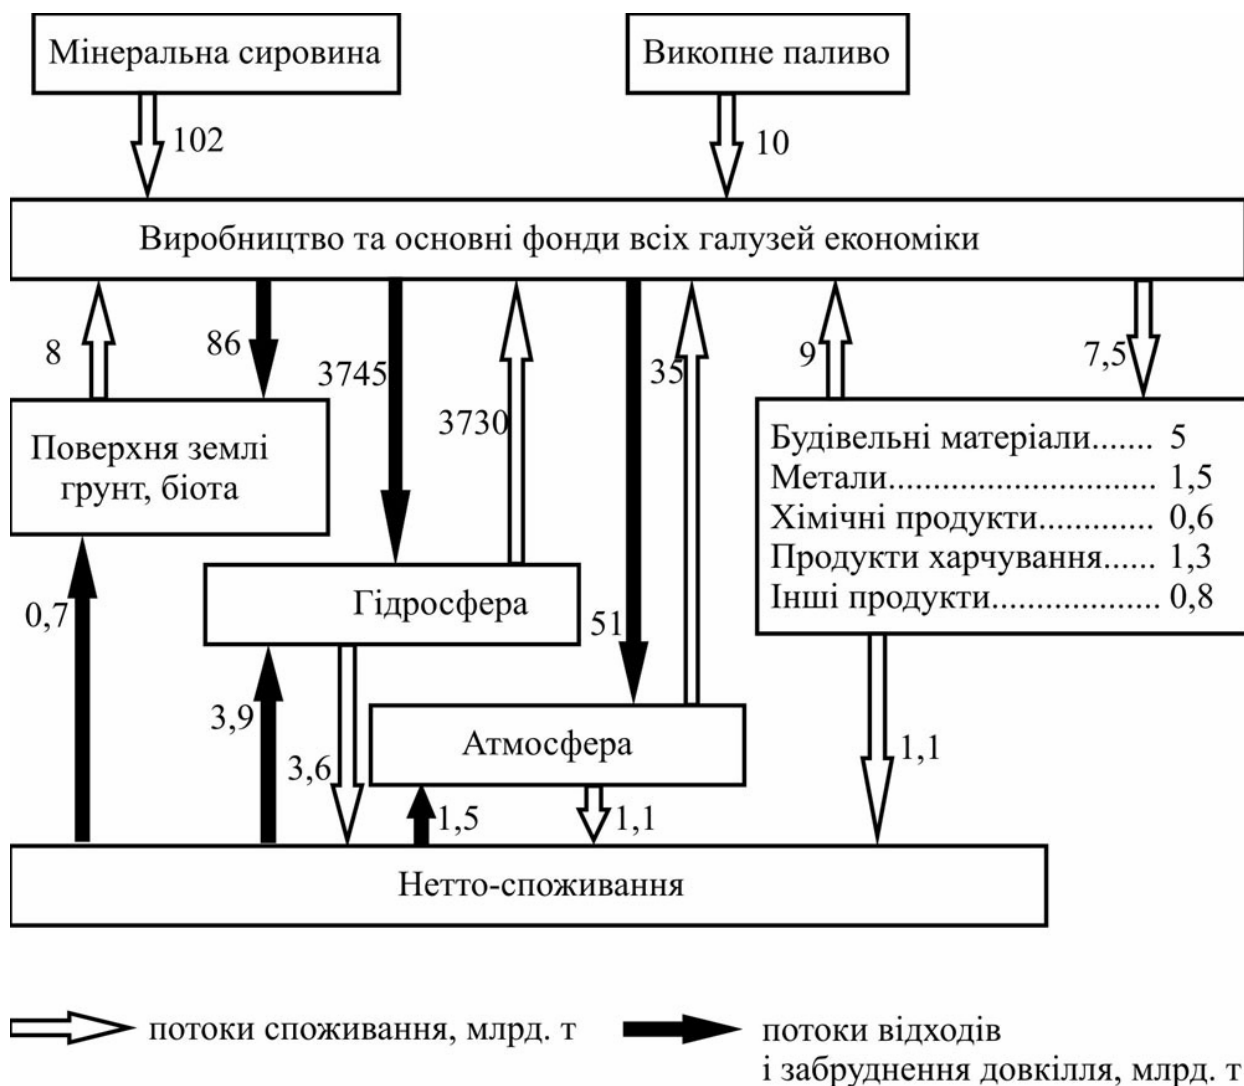 Мінеральна сировина
Викопне паливо
102
10
Виробництво та основні фонди всіх галузей економіки
8
86
3745
3730
35
9
7,5
Поверхня землі
грунт, біота
Будівельні матеріали....... 5
Метали.............................. 1,5
Хімічні продукти............. 0,6
Продукти харчування...... 1,3
Інші продукти................... 0,8
Гідросфера
0,7
51
3,9
3,6
Атмосфера
1,1
1,5
1,1
Нетто-споживання
потоки споживання, млрд. т
потоки відходів
і забруднення довкілля, млрд. т